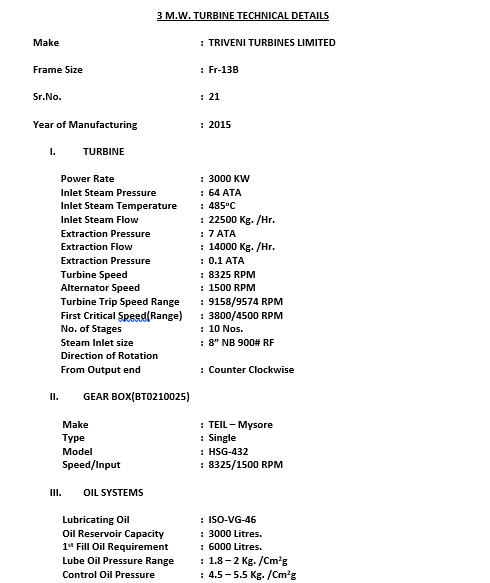 3 M.W. TURBINE TECHNICAL DETAILS
Make : TRIVENI TURBINES LIMITED
Frame Size : Fr-13B
Sr.No. : 21
Year of Manufacturing : 2015
I. TURBINE
Power Rate : 3000 KW
Inlet Steam Pressure : 64 ATA
Inlet Steam Temperature : 485°C
Inlet Steam Flow : 22500 Kg. /Hr.
Extraction Pressure : 7 ATA
Extraction Flow : 14000 Kg. /Hr.
Extraction Pressure : 0.1 ATA
Turbine Speed : 8325 RPM
Alternator Speed : 1500 RPM
Turbine Trip Speed Range : 9158/9574 RPM
First Critical Speed(Range) : 3800/4500 RPM
No. of Stages : 10 Nos.
Steam Inlet size : 8” NB 900# RF
Direction of Rotation
From Output end : Counter Clockwise
II. GEAR BOX(BT0210025)
Make : TEIL – Mysore
Type : Single
Model : HSG-432
Speed/Input : 8325/1500 RPM
III. OIL SYSTEMS
Lubricating Oil : ISO-VG-46
Oil Reservoir Capacity : 3000 Litres.
1st Fill Oil Requirement : 6000 Litres.
Lube Oil Pressure Range : 1.8 – 2 Kg. /Cm²g
Control Oil Pressure : 4.5 – 5.5 Kg. /Cm²g